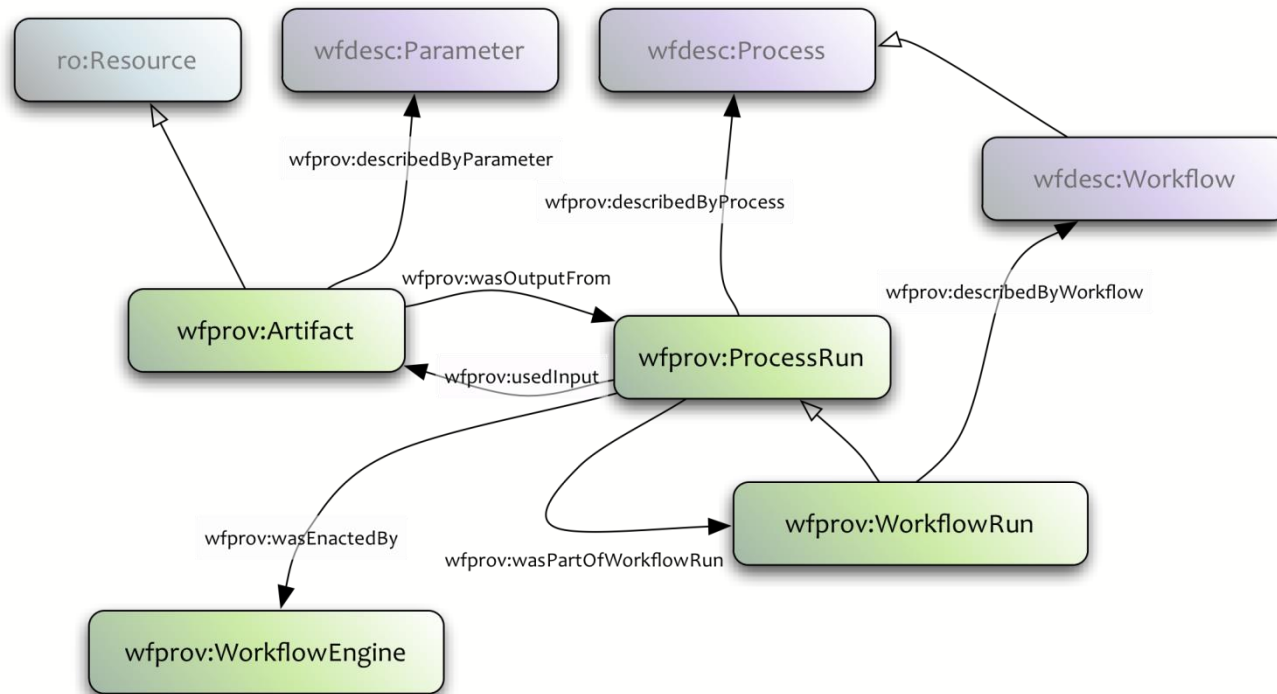 ro:Resource
wfdesc:Parameter
wfdesc:Process
wfprov:describedByParameter
wfdesc:Workflow
wfprov:describedByProcess
wfprov:wasOutputFrom
wfprov:describedByWorkflow
wfprov:Artifact
wfprov:ProcessRun
wfprov:usedInput
wfprov:WorkflowRun
wfprov:wasEnactedBy
wfprov:wasPartOfWorkflowRun
wfprov:WorkflowEngine